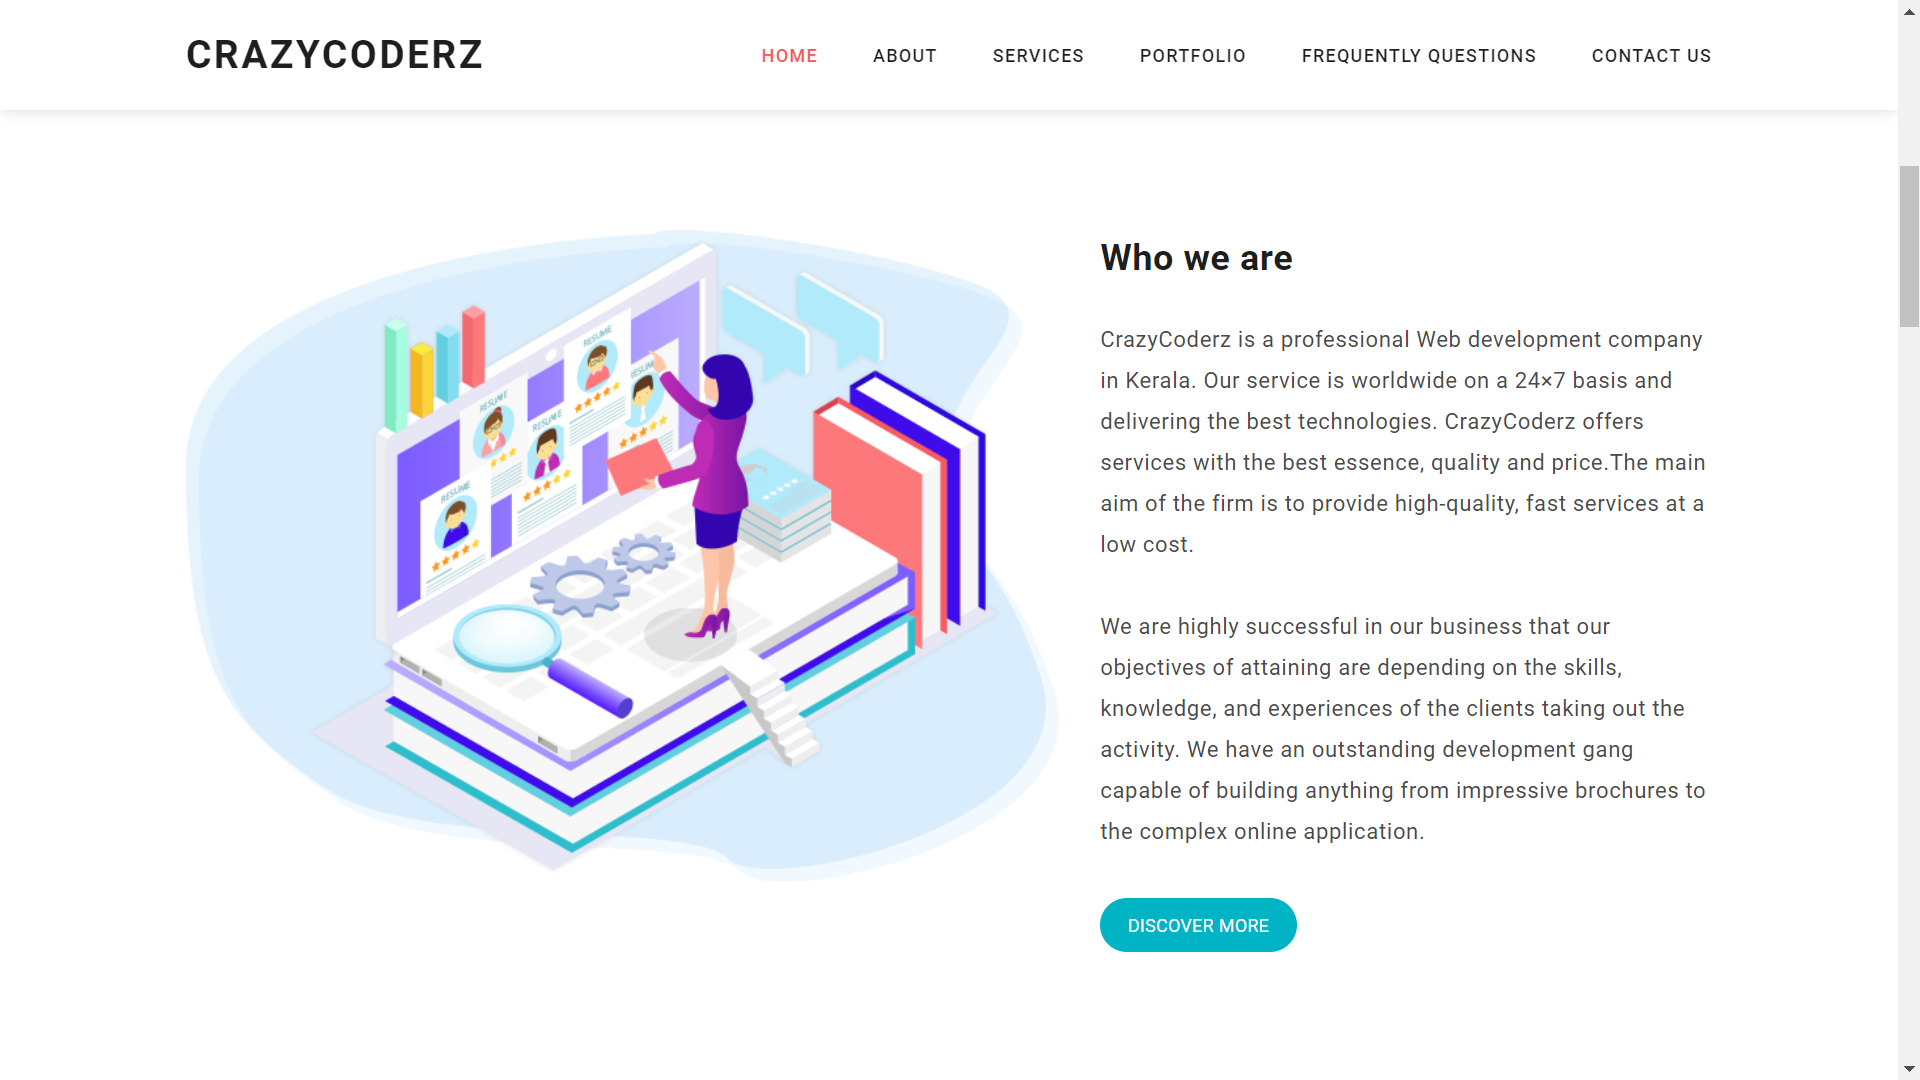 CRAZYCODERZ
HOME ABOUT SERVICES PORTFOLIO FREQUENTLY QUESTIONS CONTACT US
RESUME
RESUME
RESUME
RESUME
RESUME
Who we are
CrazyCoderz is a professional Web development company
in Kerala. Our service is worldwide on a 24×7 basis and
delivering the best technologies. CrazyCoderz offers
services with the best essence, quality and price.The main
aim of the firm is to provide high-quality, fast services at a
low cost.
We are highly successful in our business that our
objectives of attaining are depending on the skills,
knowledge, and experiences of the clients taking out the
activity. We have an outstanding development gang
capable of building anything from impressive brochures to
the complex online application.
DISCOVER MORE